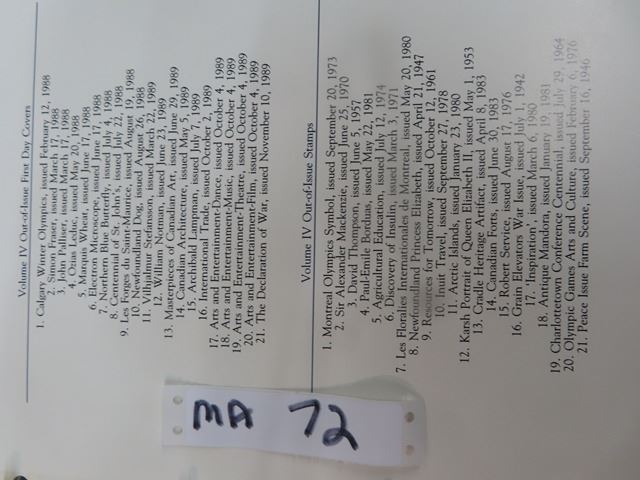 Volume IV Out-of-Issue First Day Covers
1. Calgary Winter Olympics, issued February 12, 1988
2. Simon Fraser, issued March 17, 1988
3. John Palliser, issued March 17, 1988
4. Ozias Leduc, issued May 20, 1988
5. Marquis Wheat, issued June 17, 1988
6. Electron Microscope, issued June 17, 1988
7. Northern Blue Butterfly, issued July 4, 1988
8. Centennial of St. John's, issued July 22, 1988
9. Les Forges du Saint-Maurice, issued August 19, 1988
10. Newfoundland Dog, issued August 26, 1988
11. Vilhjalmur Stefansson, issued March 22, 1989
12. William Notman, issued June 23, 1989
13. Masterpieces of Canadian Art, issued June 29, 1989
14. Canadian Architecture, issued May 5, 1989
15. Archibald Lampman, issued July 7, 1989
16. International Trade, issued October 2, 1989
17. Arts and Entertainment-Dance, issued October 4, 1989
18. Arts and Entertainment-Music, issued October 4, 1989
19. Arts and Entertainment-Theatre, issued October 4, 1989
20. Arts and Entertainment-Film, issued October 4, 1989
21. The Declaration of War, issued November 10, 1989
Volume IV Out-of-Issue Stamps
1. Montreal Olympics Symbol, issued September 20, 1973
2. Sir Alexander Mackenzie, issued June 25, 1970
3. David Thompson, issued June 5, 1957
4. Paul-Emile Borduas, issued May 22, 1981
5. Agricultural Education, issued July 12, 1974
6. Discovery of Insulin, issued March, 1971
7. Les Floralies Internationales de Montreal, issued May 20, 1980
8. Newfoundland Princess Elizabeth, issued April 21, 1947
9. Resources for Tomorrow, issued October 12, 1961
10. Inuit Travel, issued September 27, 1978
11. Arctic Islands, issued January 23, 1980
12. Karsh Portrait of Queen Elizabeth II, issued May 1, 1953
13. Cradle Heritage Artifact, issued April 8, 1983
14. Canadian Forts, issued June 30, 1983
15. Robert Service, issued August 17, 1976
16. Grain Elevators War Issue, issued July 1, 1942
17. 'Inspiration', issued March 6, 1980
18. Antique Mandora, issued January 19, 1981
19. Charlottetown Conference Centennial, issued July 29, 1964
20. Olympic Games Arts and Culture, issued February 6, 1976
21. Peace Issue Farm Scene, issued September 16, 1946
MA 72